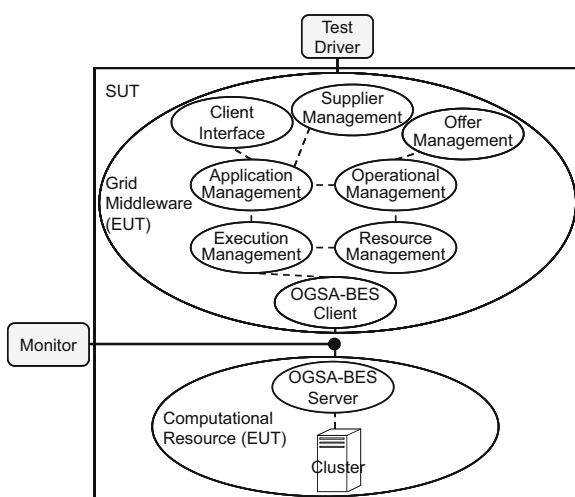 Test
Driver
SUT
Supplier
Management
Client
Interface
Offer
Management
Application
Management
Operational
Management
Grid
Middleware
(EUT)
Execution
Management
Resource
Management
OGSA-BES
Client
Monitor
OGSA-BES
Server
Computational
Resource (EUT)
Cluster